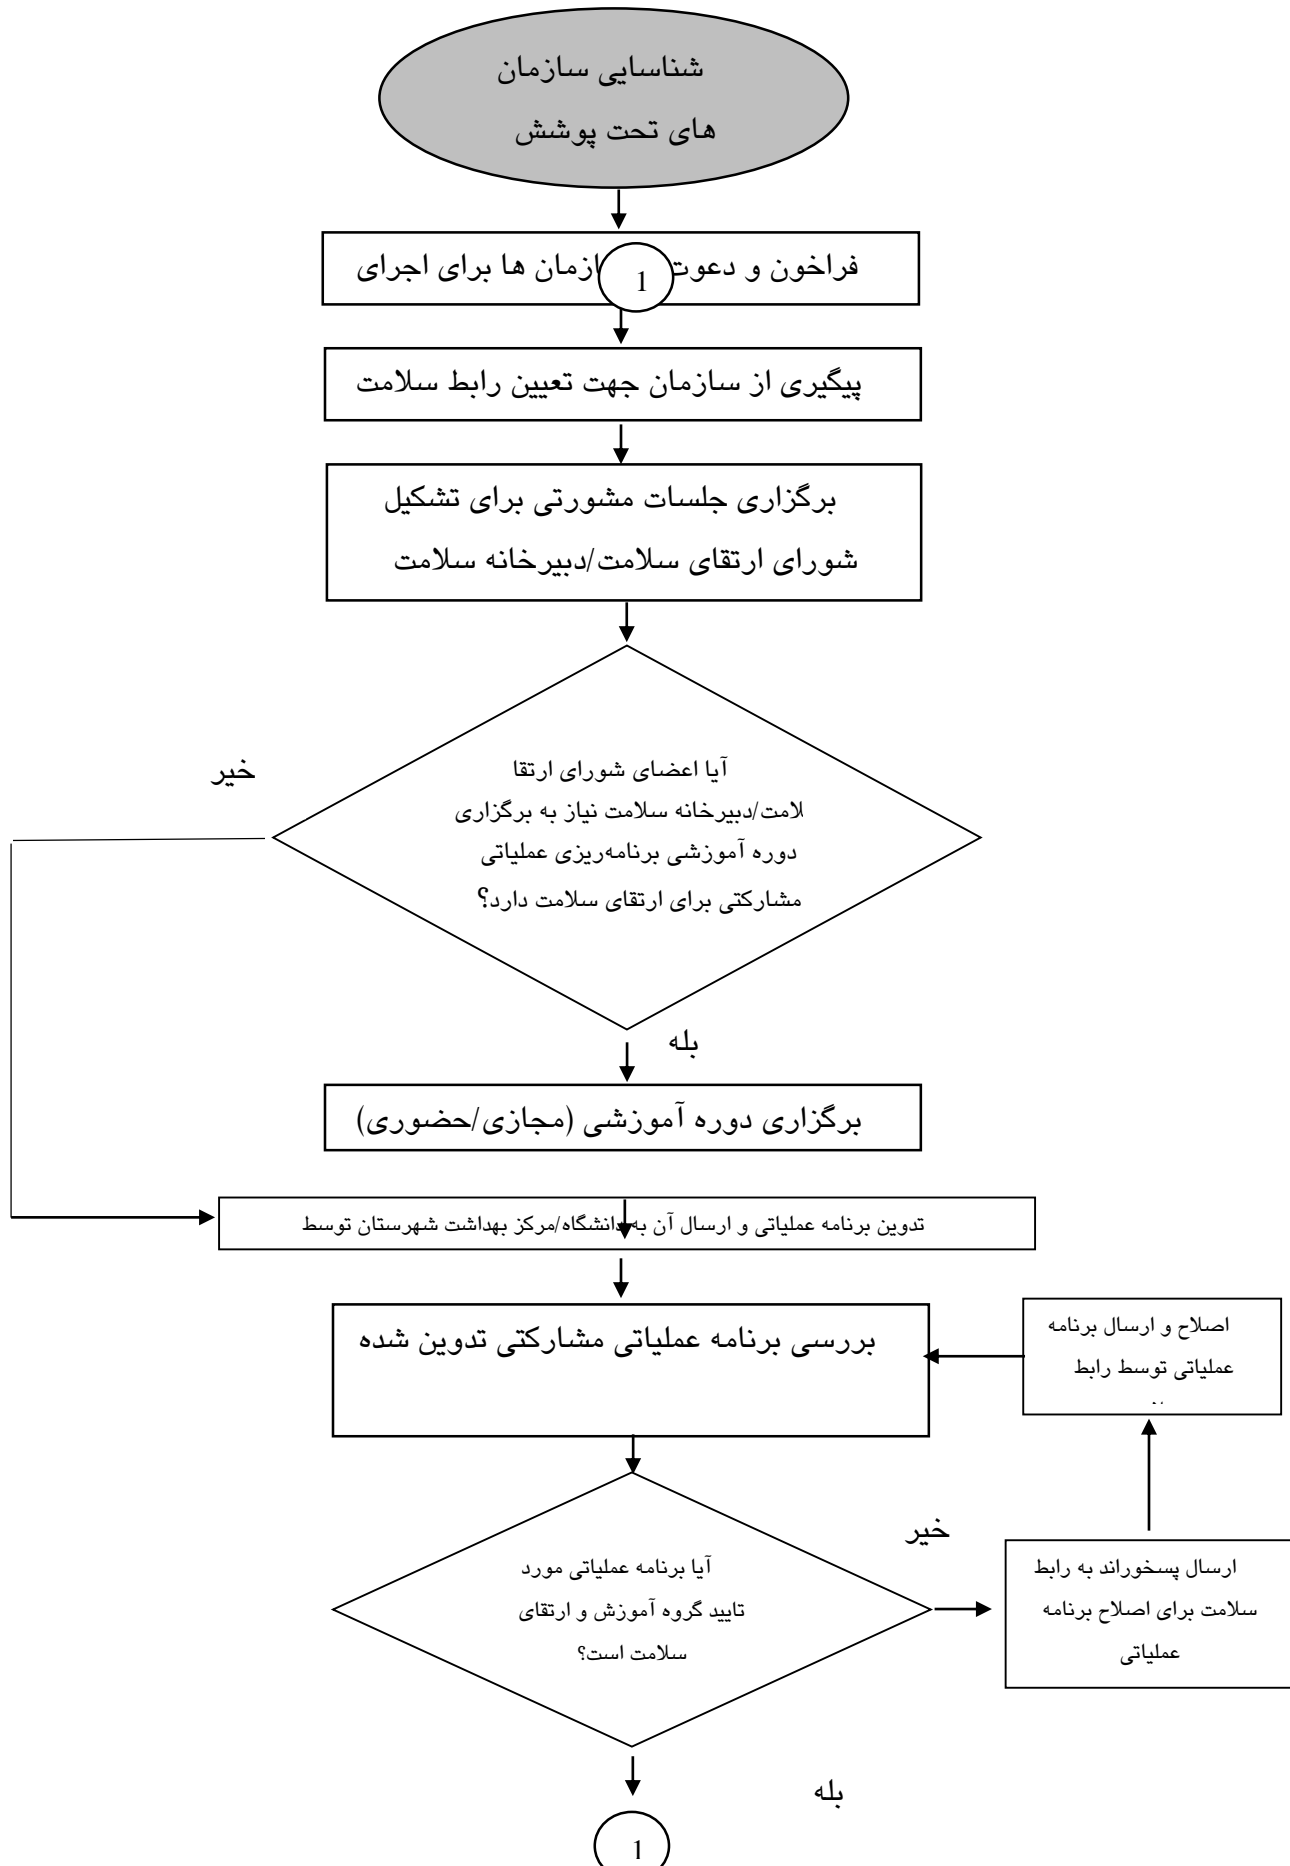 شناسایی سازمان
های تحت پوشش
فراخون و دعوت ازمان ها برای اجرای
1
پیگیری از سازمان جهت تعیین رابط سلامت
برگزاری جلسات مشورتی برای تشکیل
شورای ارتقای سلامت/دبیرخانه سلامت
خیر
آیا اعضای شورای ارتقا
لامت/دبیرخانه سلامت نیاز به برگزاری
دوره آموزشی برنامه‌ریزی عملیاتی
مشارکتی برای ارتقای سلامت دارد؟
بله
برگزاری دوره آموزشی (مجازی/حضوری)
تدوین برنامه عملیاتی و ارسال آن به دانشگاه/مرکز بهداشت شهرستان توسط
بررسی برنامه عملیاتی مشارکتی تدوین شده
اصلاح و ارسال برنامه
عملیاتی توسط رابط
خیر
آیا برنامه عملیاتی مورد
تایید گروه آموزش و ارتقای
سلامت است؟
ارسال پسخوراند به رابط
سلامت برای اصلاح برنامه
عملیاتی
بله
1